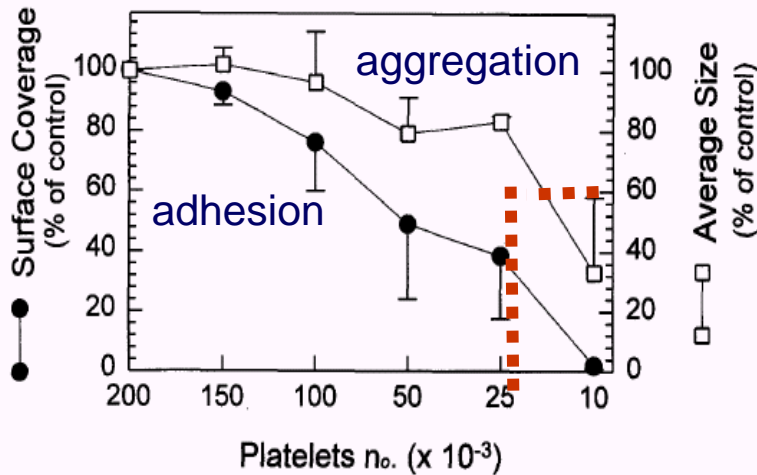 Surface Coverage
(% of control)
100
80
60
40
20
0
aggregation
adhesion
100
80
60
40
20
0
Average Size
(% of control)
200 150 100 50 25 10
Platelets no. (x 10-3)